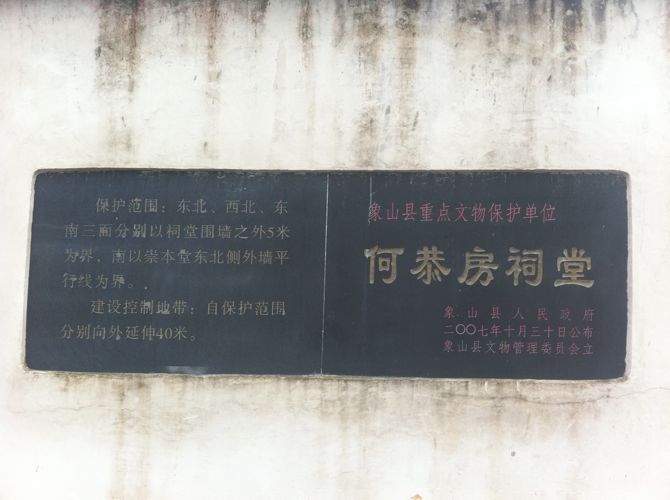 保护范围：东北、西北、东
南三面分别以祠堂围墙之外5米
为界，南以崇本堂东北侧外墙平
行线为界。
建设控制地带：自保护范围
分别向外延伸40米。
象山县重点文物保护单位
何恭房祠堂
象山县人民政府
二〇〇七年十月三十日公布
象山县文物管理委员会立